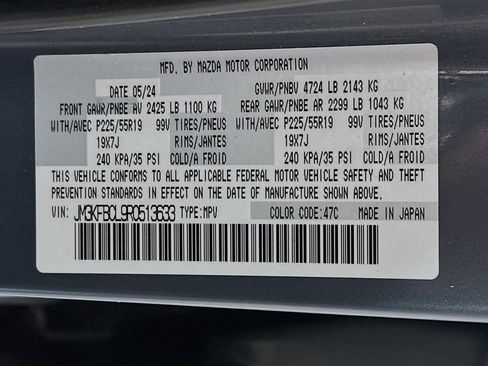 MFD. BY MAZDA MOTOR CORPORATION
DATE 05/24 GVWR/PNBV 4724 LB 2143 KG
FRONT GAWR/PNBE AV 2425 LB 1100 KG REAR GAWR/PNBE AR 2299 LB 1043 KG
WITH/AVEC P225/55R19 99V TIRES/PNEUS WITH/AVEC P225/55R19 99V TIRES/PNEUS
19X7J RIMS/JANTES 19X7J RIMS/JANTES
240 KPA/35 PSI COLD/A FROID 240 KPA/35 PSI COLD/A FROID
THIS VEHICLE CONFORMS TO ALL APPLICABLE FEDERAL MOTOR VEHICLE SAFETY AND THEFT
PREVENTION STANDARDS IN EFFECT ON THE DATE OF MANUFACTURE SHOWN ABOVE.
VIN: JM3KFBCL9R0513633 TYPE:MPV COLOR CODE:47C MADE IN JAPAN